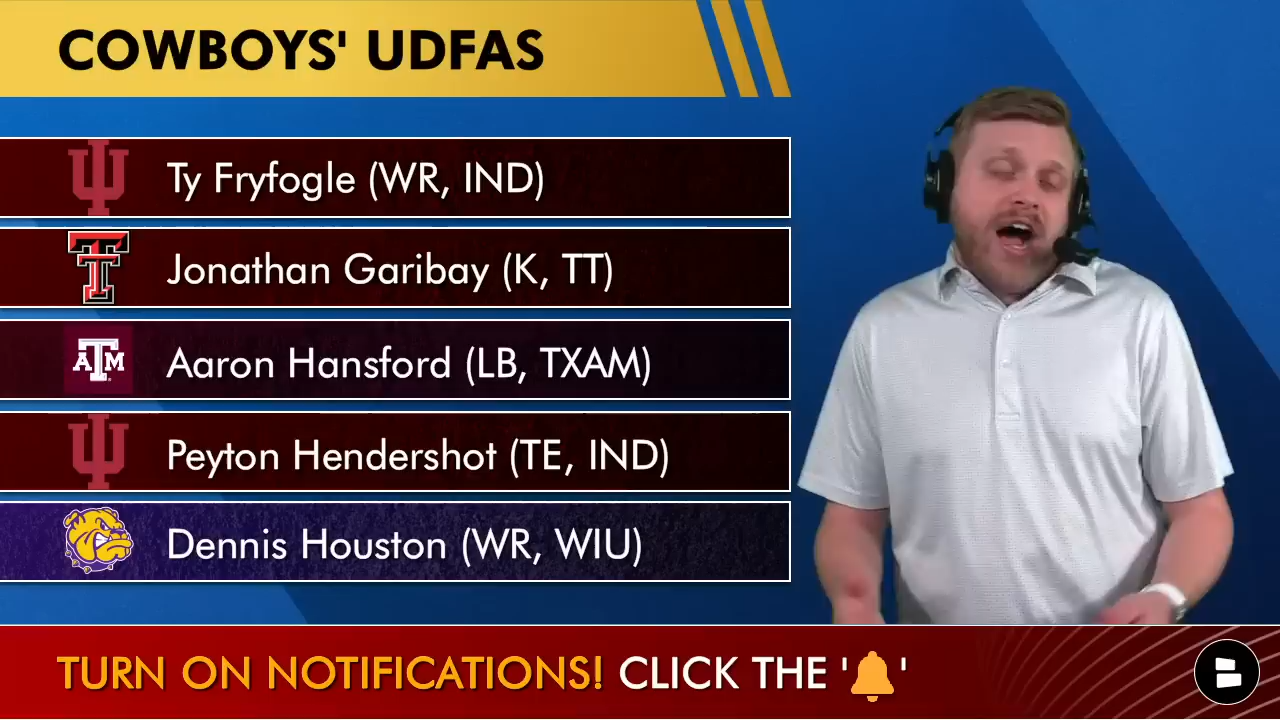 COWBOYS' UDFAS
Ty Fryfogle (WR, IND)
Jonathan Garibay (K, TT)
Aaron Hansford (LB, TXAM)
Peyton Hendershot (TE, IND)
Dennis Houston (WR, WIU)
TURN ON NOTIFICATIONS! CLICK THE '🔔'